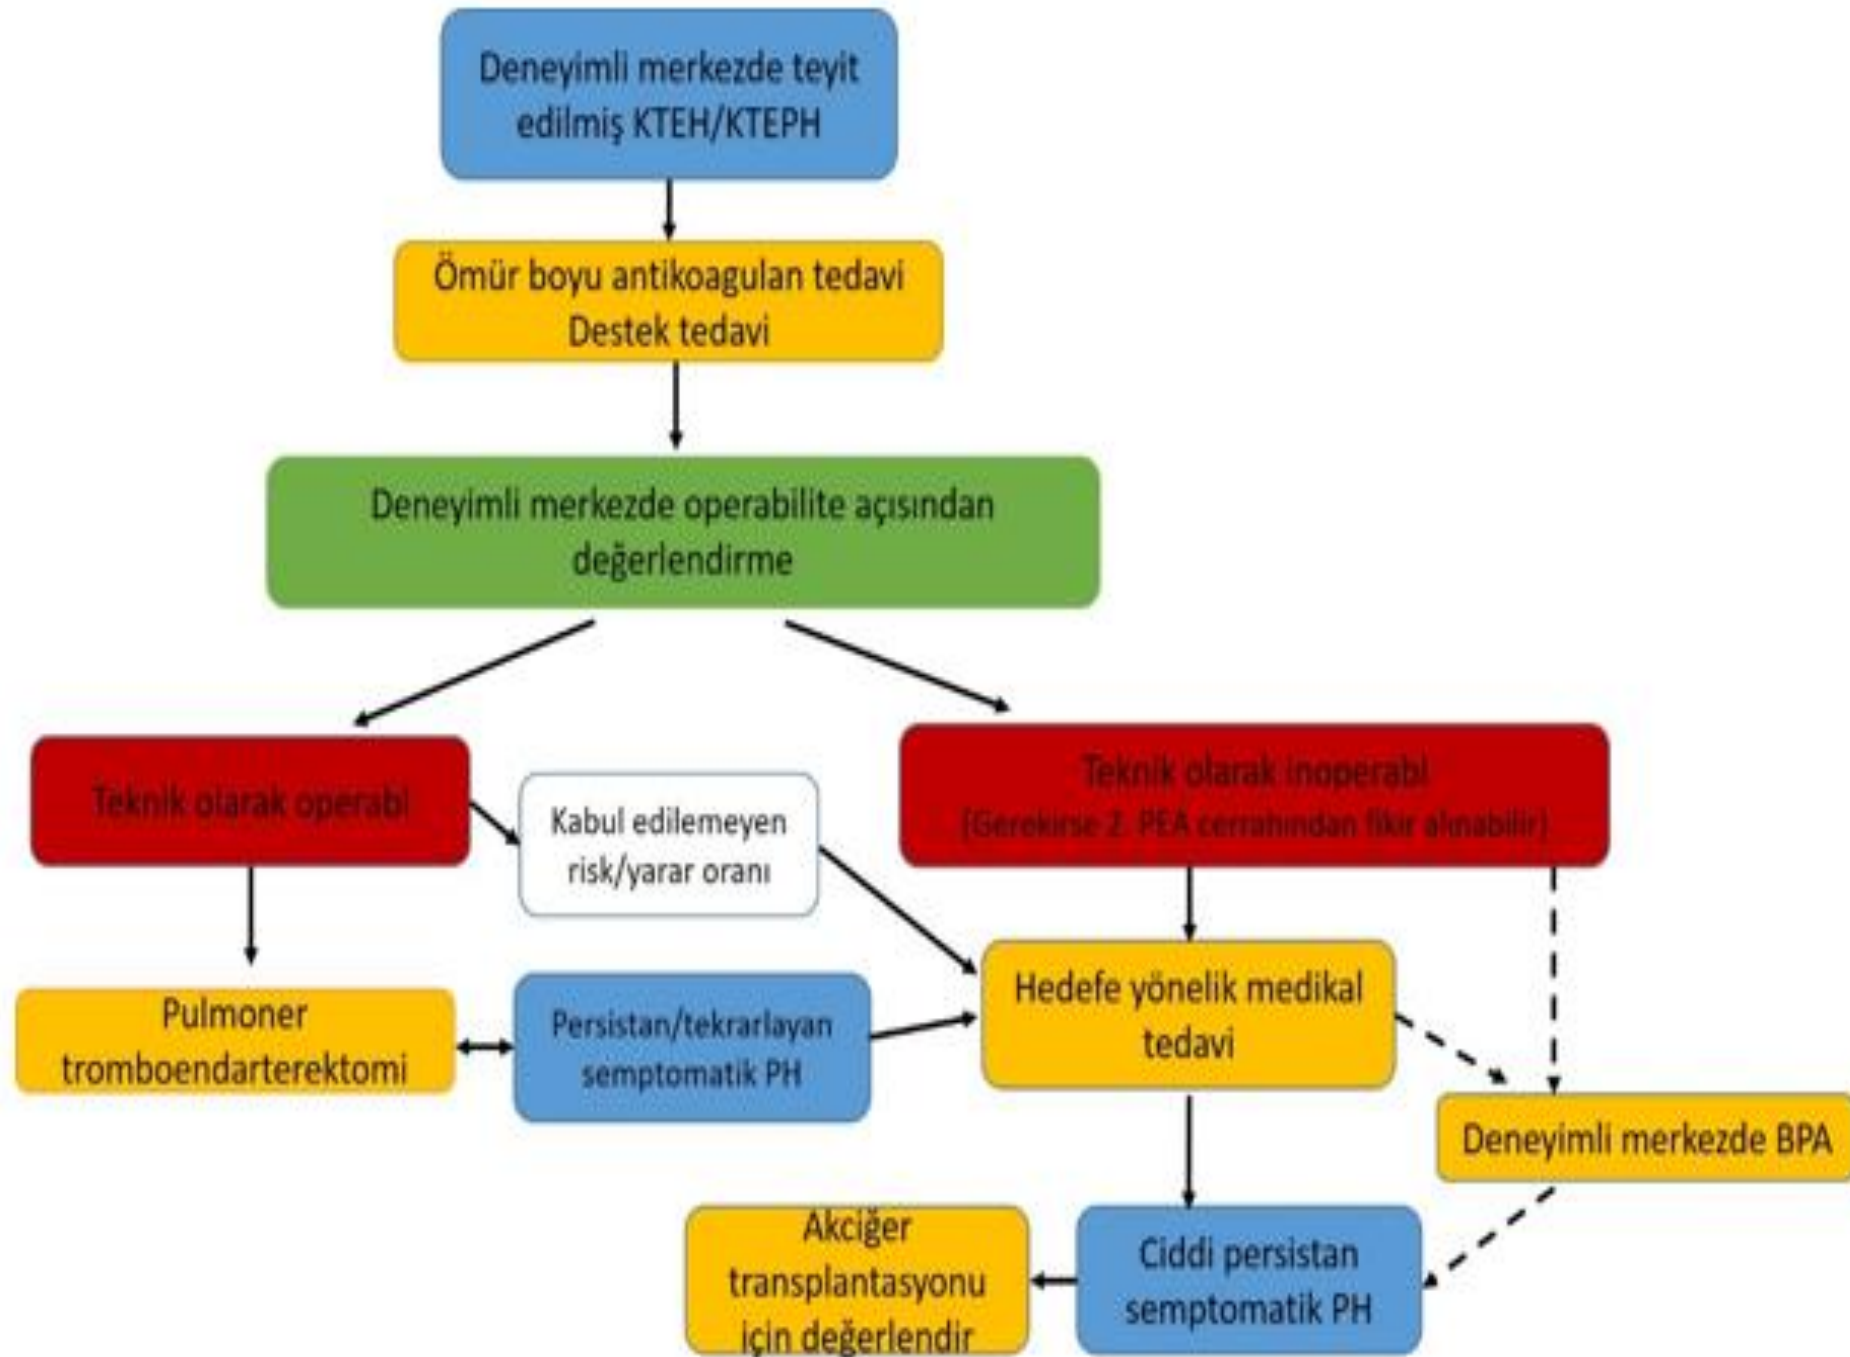 Deneyimli merkezde teyit
edilmiş KTEH/KTEPH
Ömür boyu antikoagulan tedavi
Destek tedavi
Deneyimli merkezde operabilite açısından
değerlendirme
Teknik olarak operabl
Kabul edilemeyen
risk/yarar oranı
Teknik olarak inoperabl
(Gerekirse 2. PEA cerrahından fikir alınabilir)
Pulmoner
tromboendarterektomi
Persistan/tekrarlayan
semptomatik PH
Hedefe yönelik medikal
tedavi
Deneyimli merkezde BPA
Akciğer
transplantasyonu
için değerlendir
Ciddi persistan
semptomatik PH